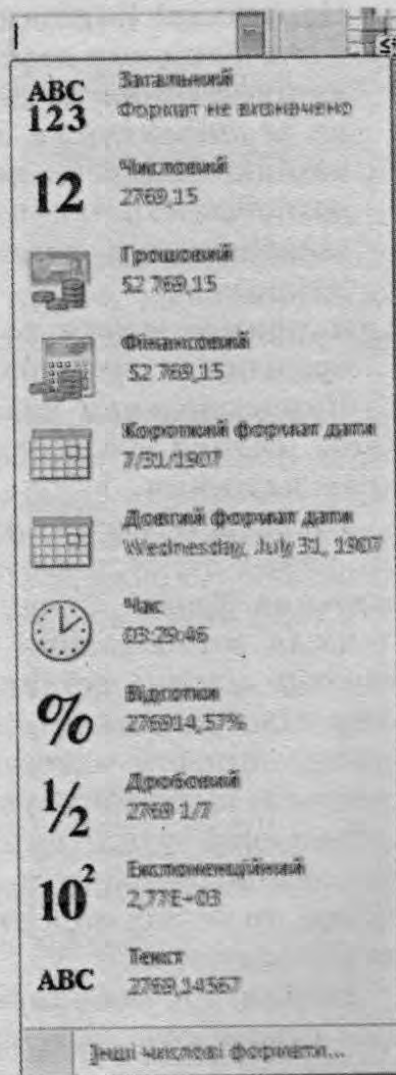 ABC
123
Загальний
Формат не визначено
12
Числовий
2769,15
Грошовий
$2 769,15
Фінансовий
$2 769,15
Короткий формат дати
7/31/1907
Довгий формат дати
Wednesday, July 31, 1907
Час
03:29:46
%
Відсотки
276914,57%
½
Дробовий
2769 1/7
10²
Експоненційний
2,77E+03
ABC
Текст
2769,14567
Інші числові формати...